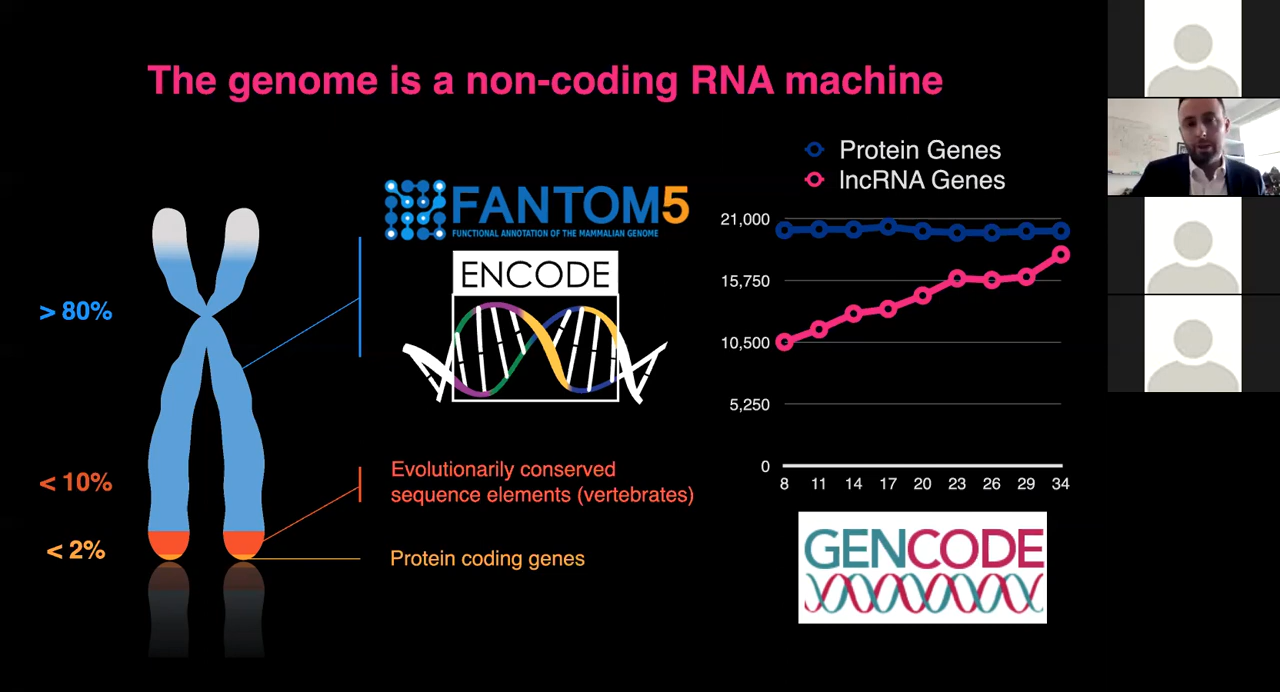 The genome is a non-coding RNA machine
> 80%
< 10%
< 2%
FANTOM5
FUNCTIONAL ANNOTATION OF THE MAMMALIAN GENOME
ENCODE
Evolutionarily conserved
sequence elements (vertebrates)
Protein coding genes
Protein Genes
lncRNA Genes
21,000
15,750
10,500
5,250
0
8 11 14 17 20 23 26 29 34
GENCODE